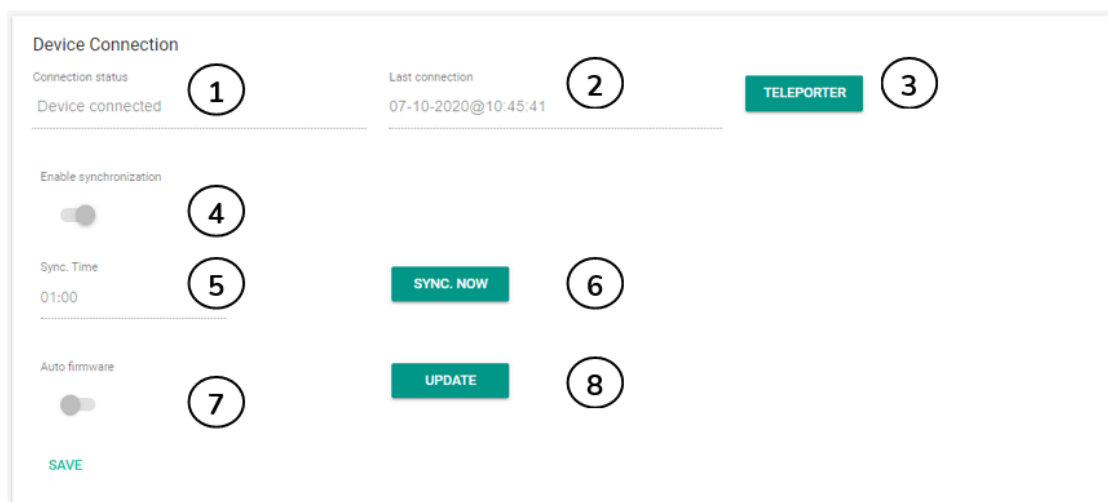 Device Connection
Connection status
Device connected
1
Last connection
07-10-2020@10:45:41
2
TELEPORTER
3
Enable synchronization
4
Sync. Time
01:00
5
SYNC. NOW
6
Auto firmware
7
UPDATE
8
SAVE